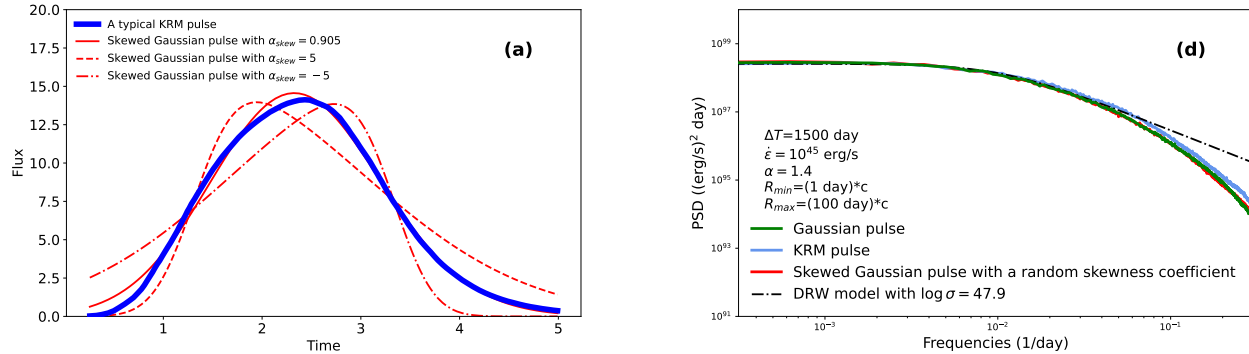 20.0
17.5
15.0
12.5
10.0
7.5
5.0
2.5
0.0
Flux
A typical KRM pulse
Skewed Gaussian pulse with α_skew = 0.905
Skewed Gaussian pulse with α_skew = 5
Skewed Gaussian pulse with α_skew = −5
(a)
1 2 3 4 5
Time
10^99
10^97
10^95
10^93
10^91
PSD ((erg/s)² day)
(d)
ΔT=1500 day
ε̇ = 10^45 erg/s
α = 1.4
R_min=(1 day)*c
R_max=(100 day)*c
Gaussian pulse
KRM pulse
Skewed Gaussian pulse with a random skewness coefficient
DRW model with log σ = 47.9
10^−3 10^−2 10^−1
Frequencies (1/day)